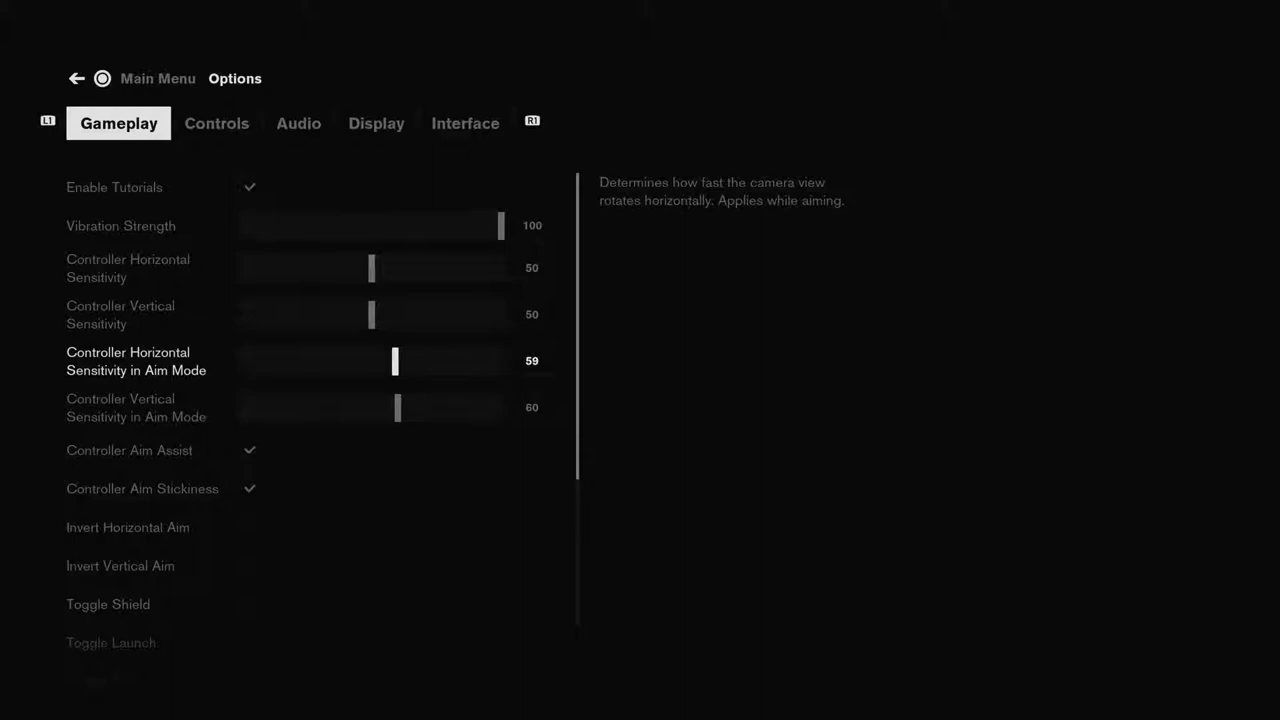 Main Menu Options
L1 Gameplay Controls Audio Display Interface R1
Enable Tutorials
Vibration Strength 100
Controller Horizontal
Sensitivity
50
Controller Vertical
Sensitivity
50
Controller Horizontal
Sensitivity in Aim Mode
59
Controller Vertical
Sensitivity in Aim Mode
60
Controller Aim Assist
Controller Aim Stickiness
Invert Horizontal Aim
Invert Vertical Aim
Toggle Shield
Toggle Launch
Determines how fast the camera view
rotates horizontally. Applies while aiming.